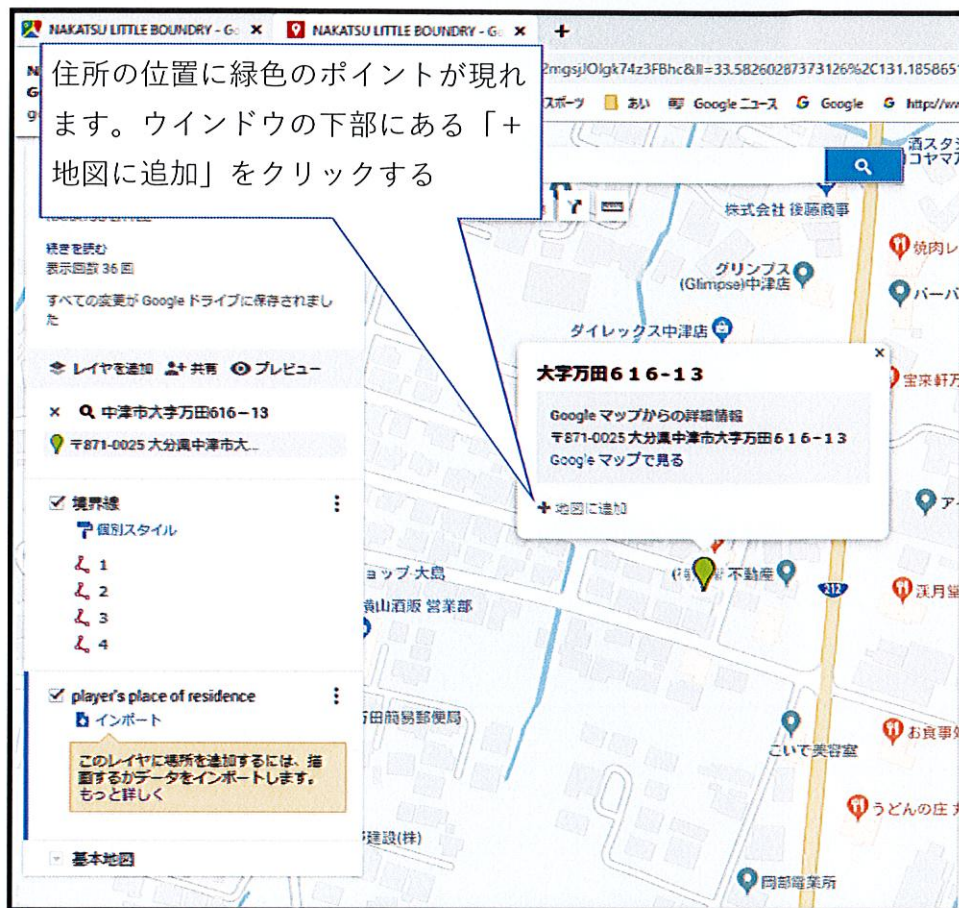 NAKATSU LITTLE BOUNDRY - G
NAKATSU LITTLE BOUNDRY - G
住所の位置に緑色のポイントが現れ
ます。ウインドウの下部にある「+
地図に追加」をクリックする
2mgsjJOlgk74z3FBhc&ll=33.58260287373126%2C131.1858651
スポーツ
あい
Google ニュース
Google
http://ww
株式会社 後藤商事
続きを読む
表示回数 36 回
すべての変更が Google ドライブに保存されまし
た
焼肉レ
グリンプス
(Glimpse)中津店
バーバ
ダイレックス中津店
レイヤを追加 共有 プレビュー
大字万田616-13
宝来軒万
Google マップからの詳細情報
〒871-0025 大分県中津市大字万田616-13
Google マップで見る
+ 地図に追加
× 中津市大字万田616-13
〒871-0025 大分県中津市大...
境界線
個別スタイル
1
2
3
4
ア
ョップ 大島
不動産
212
渓月堂
横山酒販 営業部
player's place of residence
インポート
このレイヤに場所を追加するには、描
画するかデータをインポートします。
もっと詳しく
万田簡易郵便局
こいで美容室
お食事処
うどんの庄
建設(株)
基本地図
岡部電業所